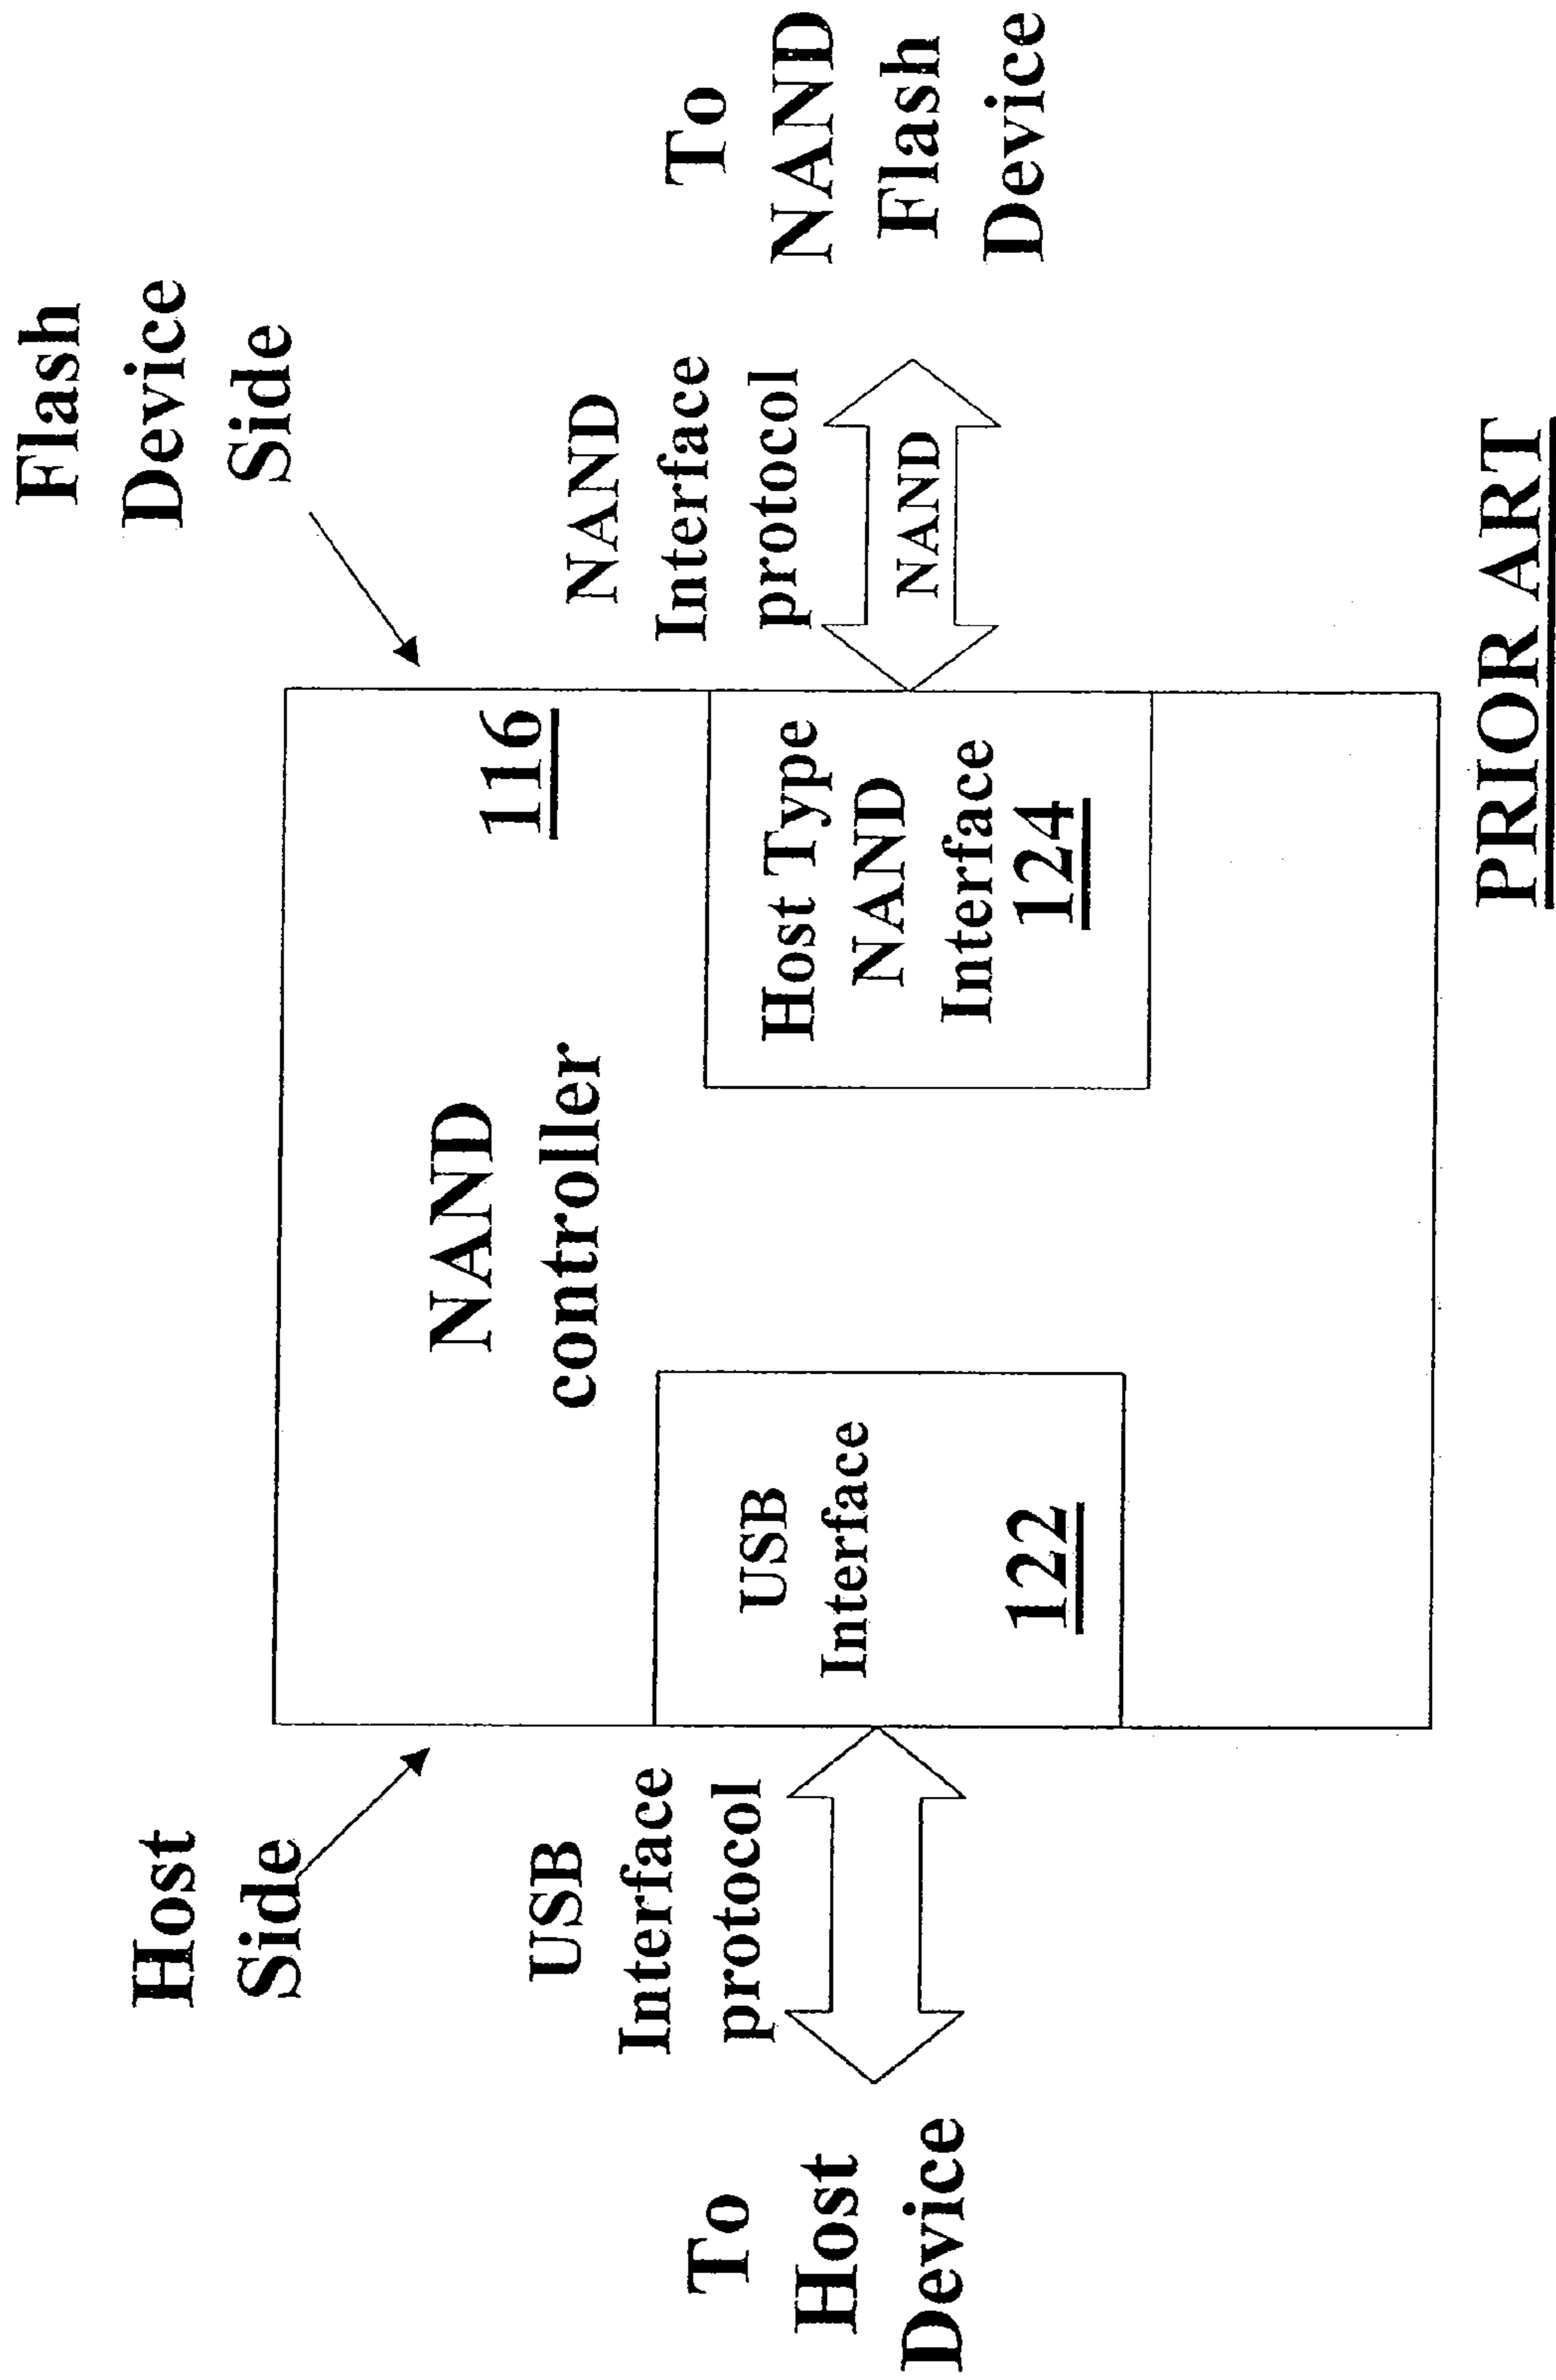 Host
Side
Flash
Device
Side
NAND
controller
116
USB
Interface
protocol
NAND
Interface
protocol
To
Host
Device
USB
Interface
122
Host Type
NAND
Interface
124
NAND
To
NAND
Flash
Device
PRIOR ART